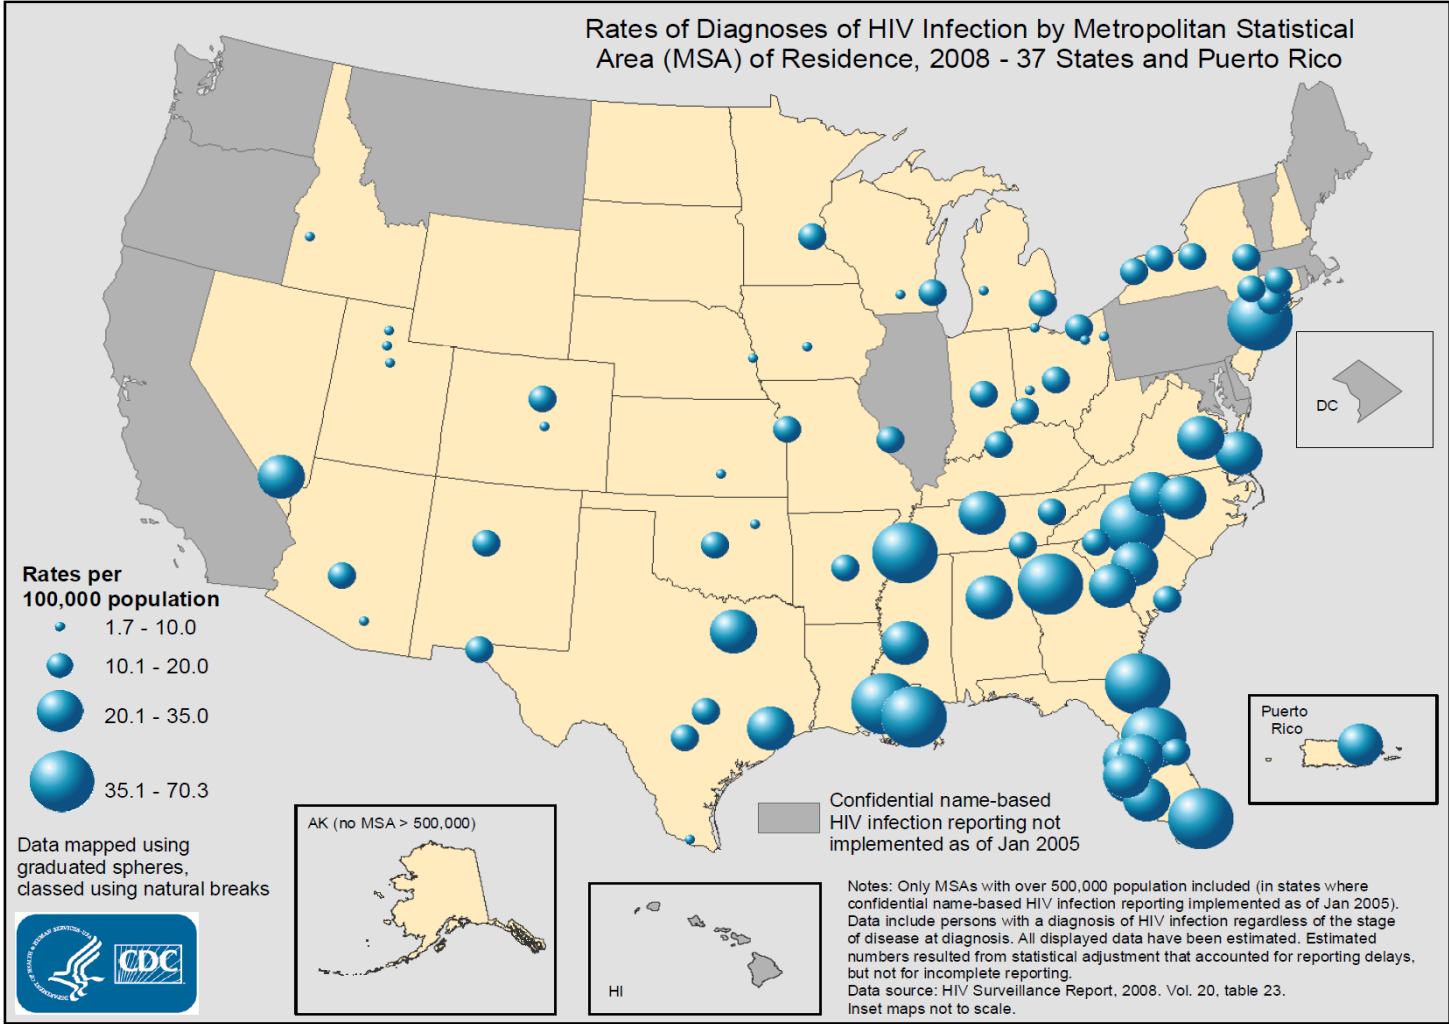 Rates of Diagnoses of HIV Infection by Metropolitan Statistical
Area (MSA) of Residence, 2008 - 37 States and Puerto Rico
DC
Rates per
100,000 population
1.7 - 10.0
10.1 - 20.0
20.1 - 35.0
35.1 - 70.3
Data mapped using
graduated spheres,
classed using natural breaks
Puerto
Rico
Confidential name-based
HIV infection reporting not
implemented as of Jan 2005
AK (no MSA > 500,000)
HI
Notes: Only MSAs with over 500,000 population included (in states where
confidential name-based HIV infection reporting implemented as of Jan 2005).
Data include persons with a diagnosis of HIV infection regardless of the stage
of disease at diagnosis. All displayed data have been estimated. Estimated
numbers resulted from statistical adjustment that accounted for reporting delays,
but not for incomplete reporting.
Data source: HIV Surveillance Report, 2008. Vol. 20, table 23.
Inset maps not to scale.
DEPARTMENT OF HEALTH & HUMAN SERVICES • USA
CDC